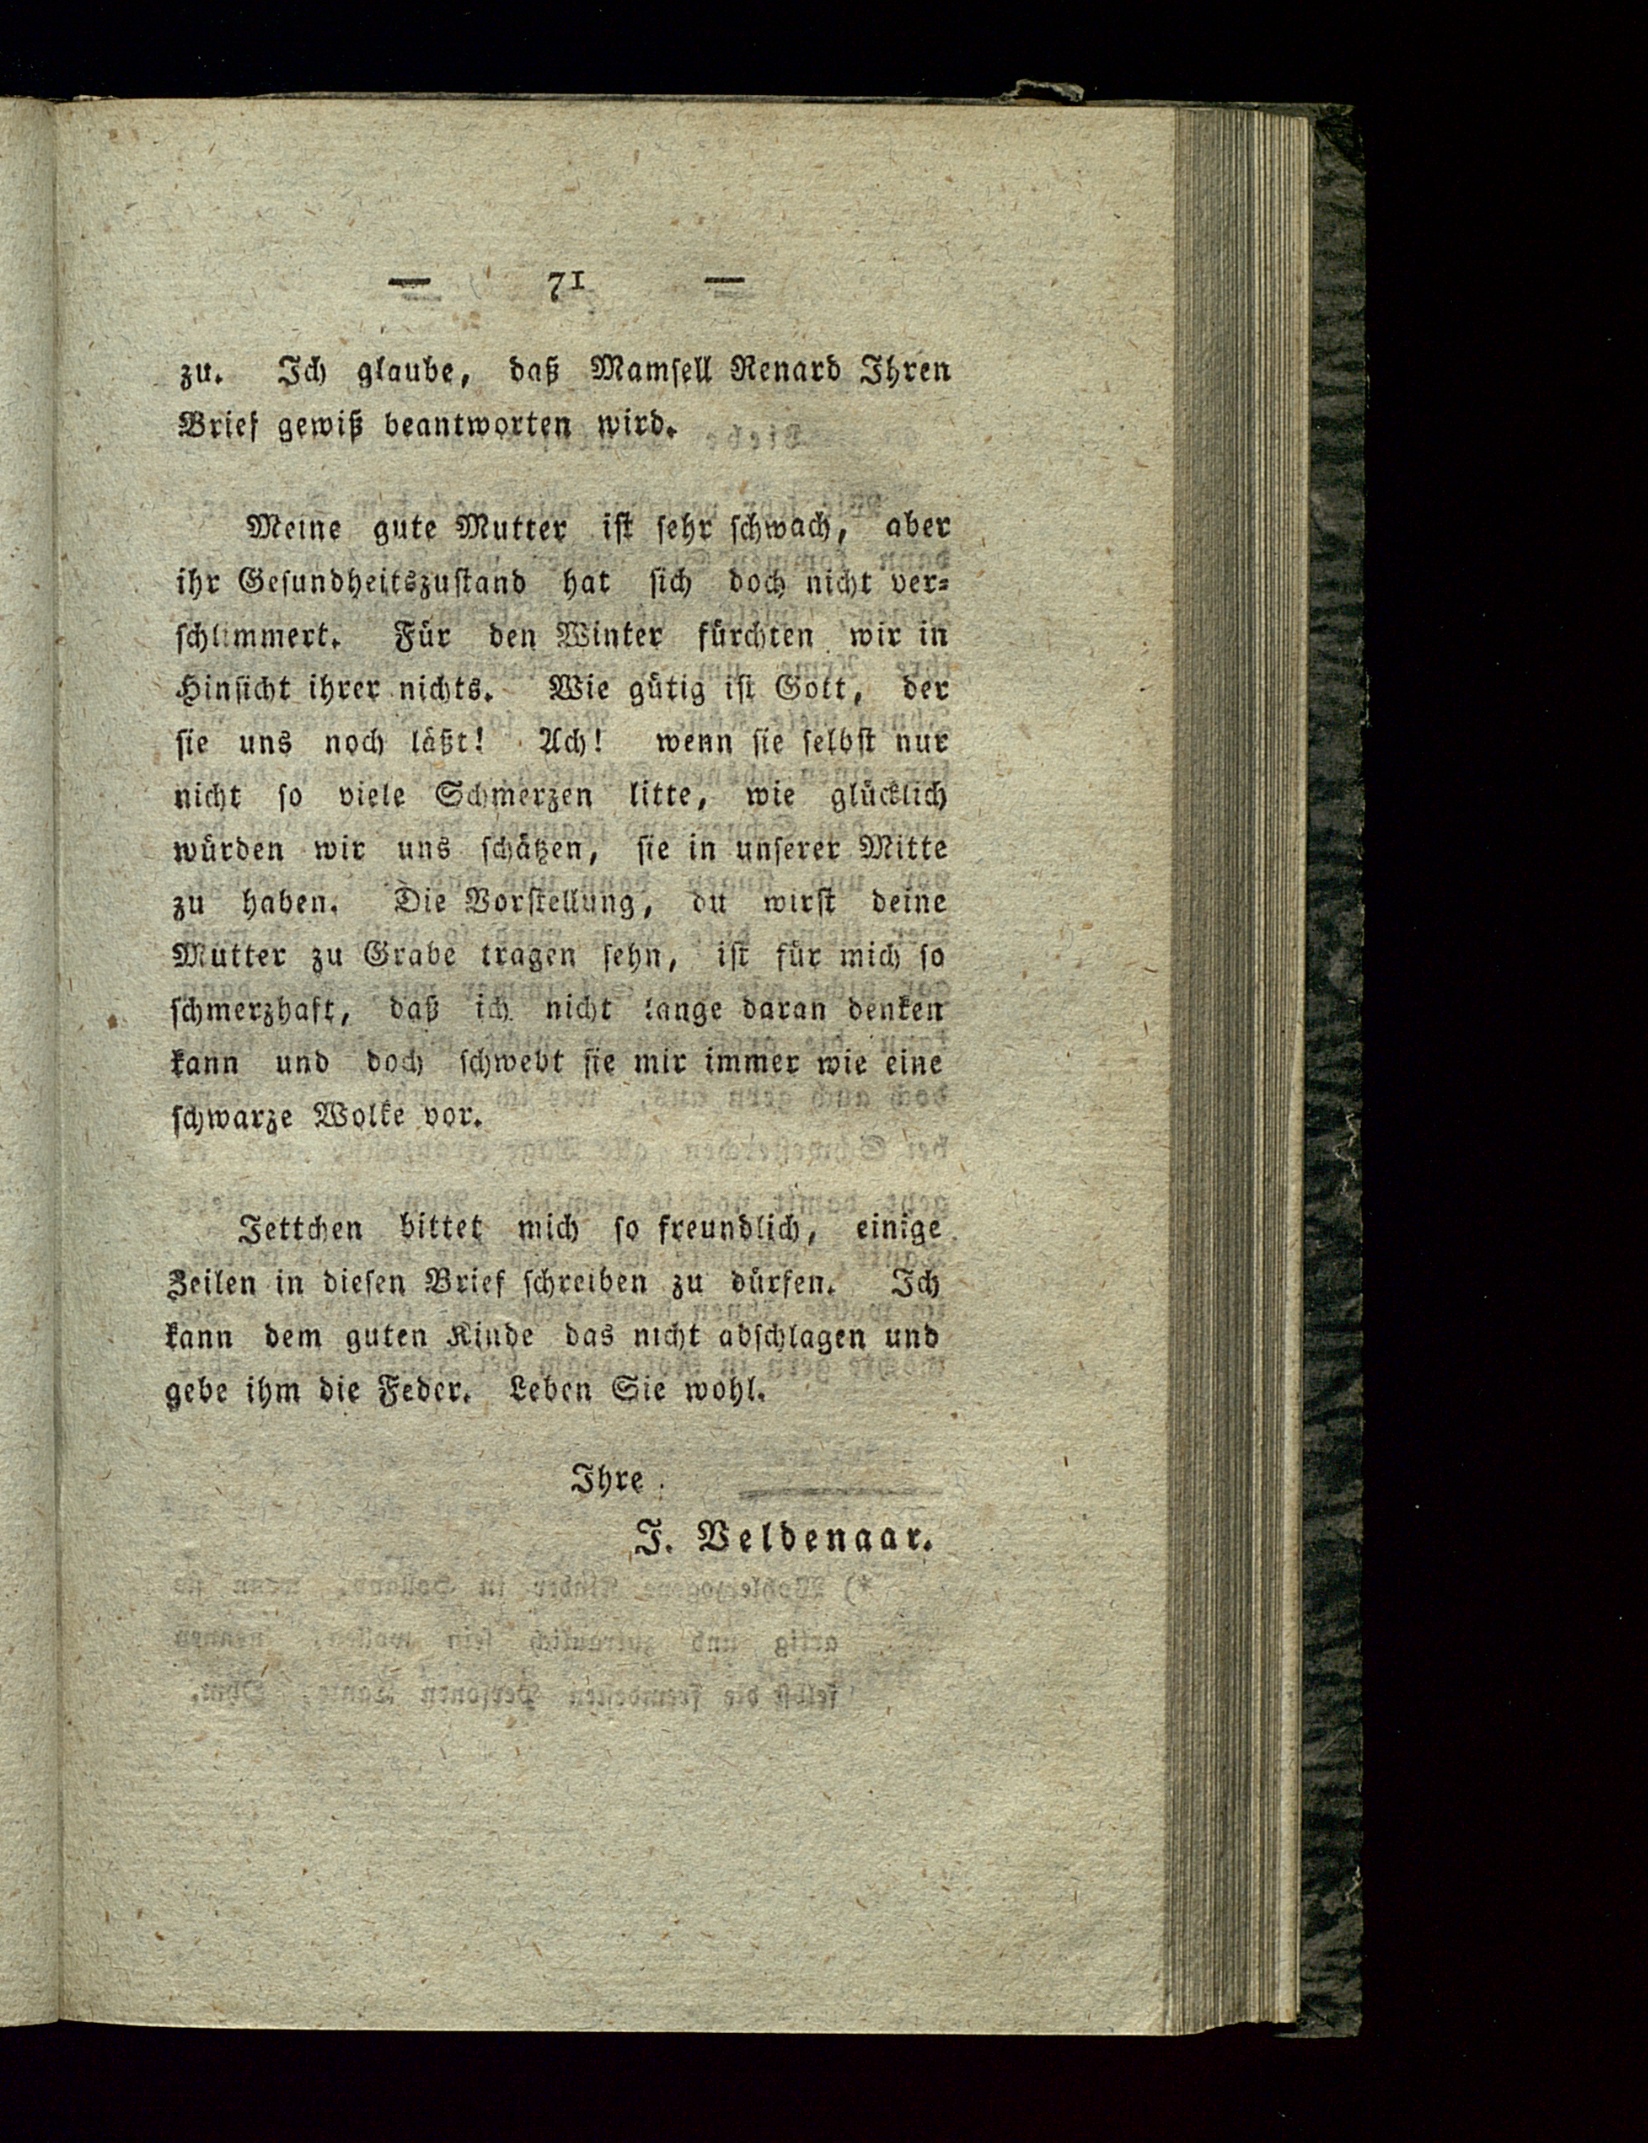 — 71 —
zu. Ich glaube, daß Mamsell Renard Ihren
Brief gewiß beantworten wird.
Meine gute Mutter ist sehr schwach, aber
ihr Gesundheitszustand hat sich doch nicht ver-
schlimmert. Für den Winter fürchten wir in
Hinsicht ihrer nichts. Wie gütig ist Gott, der
sie uns noch läßt! Ach! wenn sie selbst nur
nicht so viele Schmerzen litte, wie glücklich
würden wir uns schätzen, sie in unserer Mitte
zu haben. Die Vorstellung, du wirst deine
Mutter zu Grabe tragen sehn, ist für mich so
schmerzhaft, daß ich nicht lange daran denken
kann und doch schwebt sie mir immer wie eine
schwarze Wolke vor.
Jettchen bittet mich so freundlich, einige
Zeilen in diesen Brief schreiben zu dürfen. Ich
kann dem guten Kinde das nicht abschlagen und
gebe ihm die Feder. Leben Sie wohl.
Ihre
J. Veldenaar.